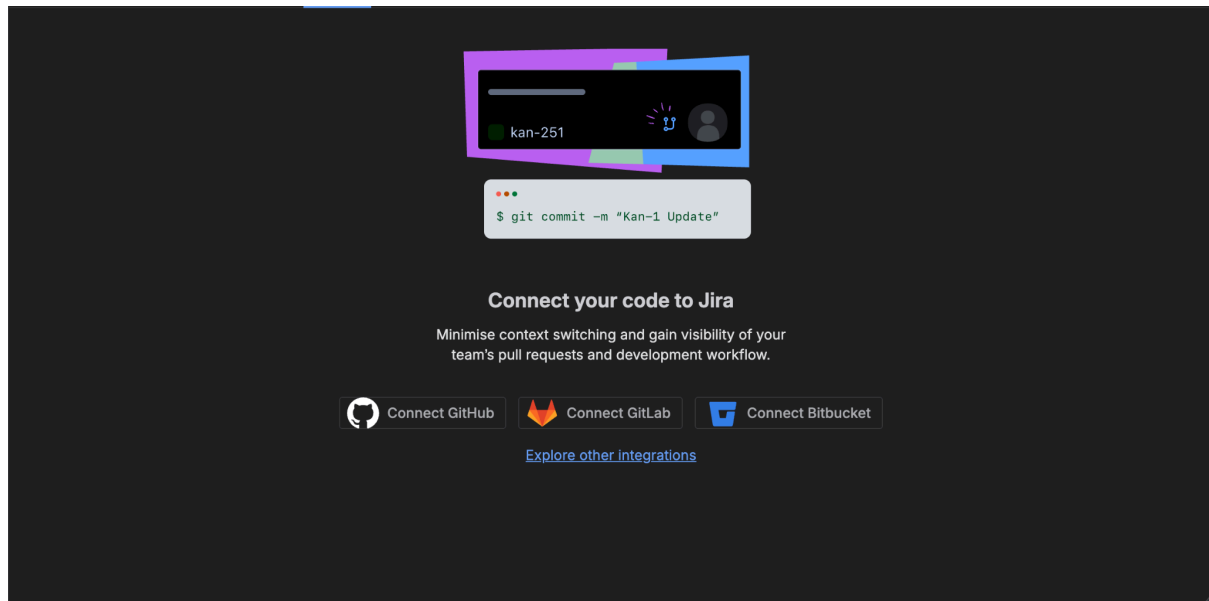 kan-251
$ git commit –m “Kan–1 Update”
Connect your code to Jira
Minimise context switching and gain visibility of your
team’s pull requests and development workflow.
Connect GitHub
Connect GitLab
Connect Bitbucket
Explore other integrations